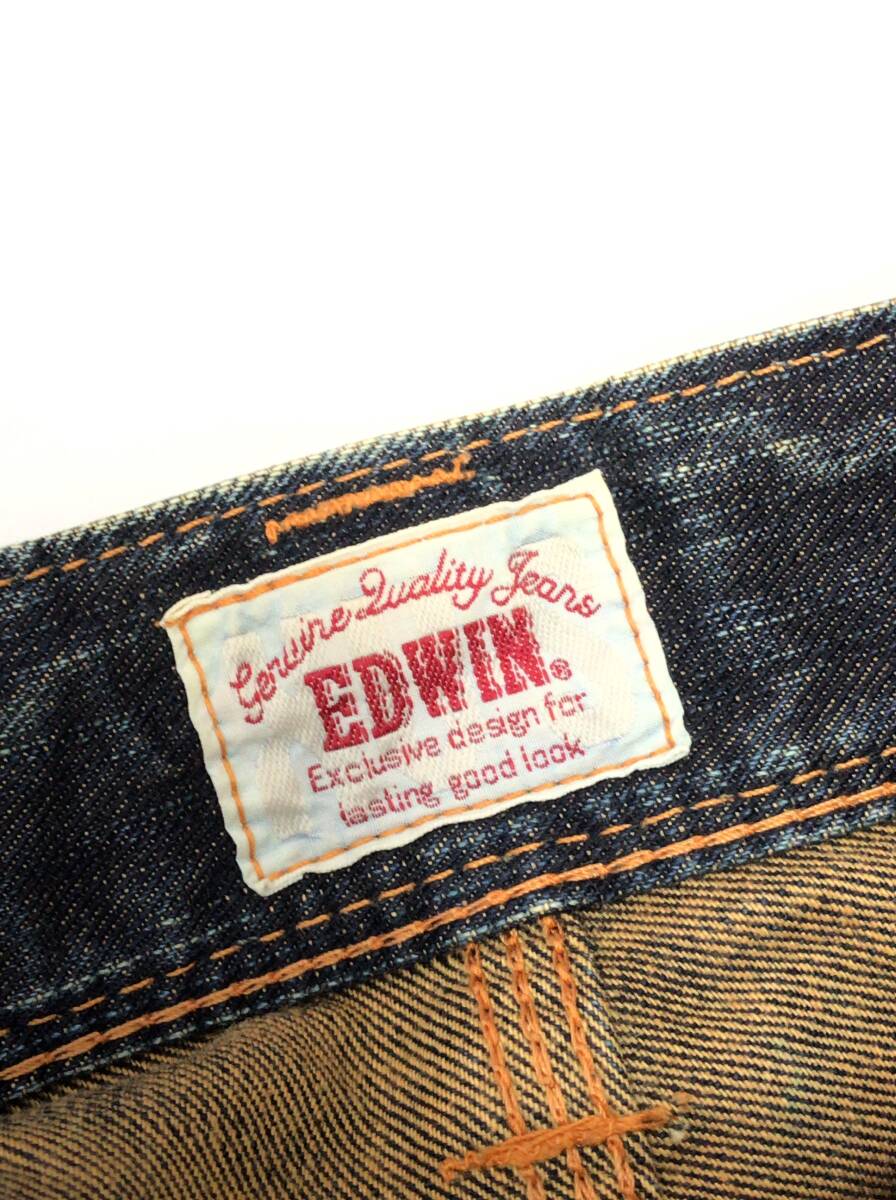 Genuine Quality Jeans
EDWIN®
Exclusive design for
lasting good look